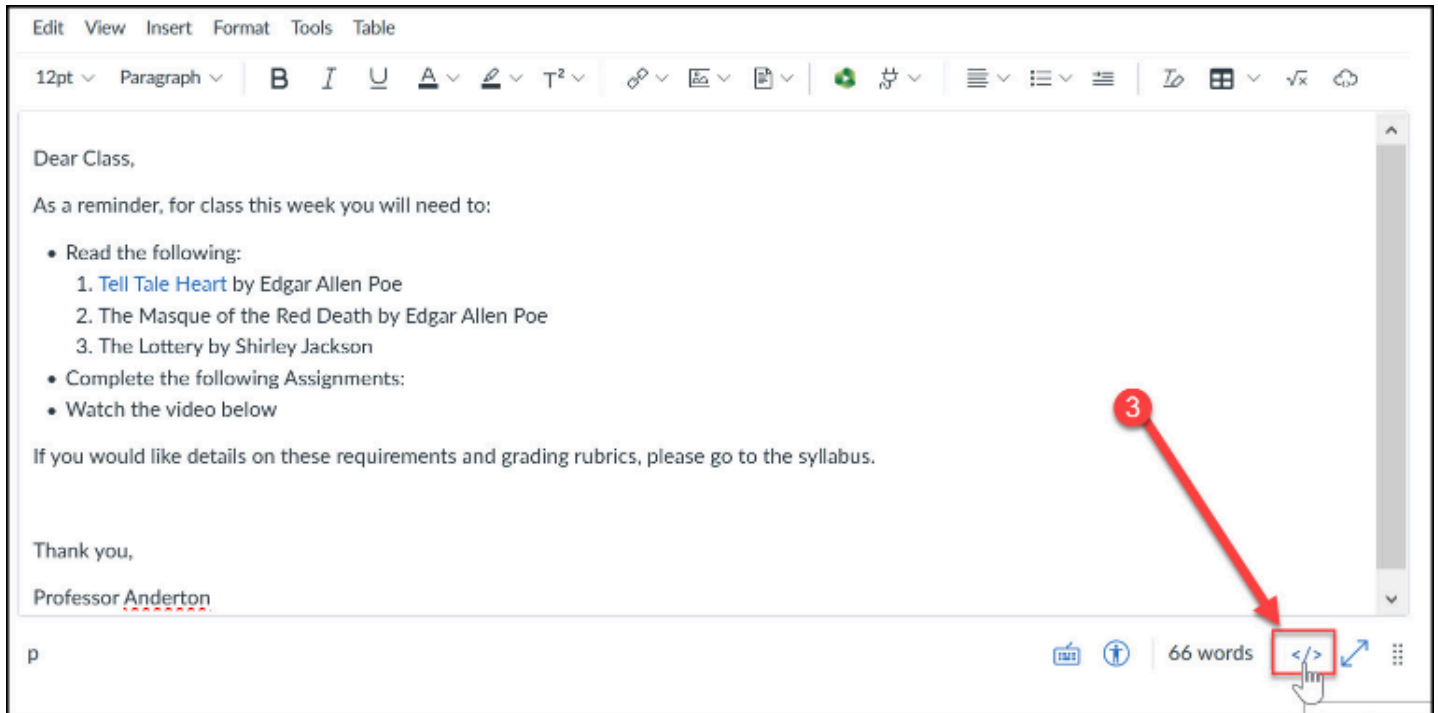 Edit View Insert Format Tools Table
12pt Paragraph B I U A T²
Dear Class,
As a reminder, for class this week you will need to:
• Read the following:
1. Tell Tale Heart by Edgar Allen Poe
2. The Masque of the Red Death by Edgar Allen Poe
3. The Lottery by Shirley Jackson
• Complete the following Assignments:
• Watch the video below
3
If you would like details on these requirements and grading rubrics, please go to the syllabus.
Thank you,
Professor Anderton
p 66 words </>